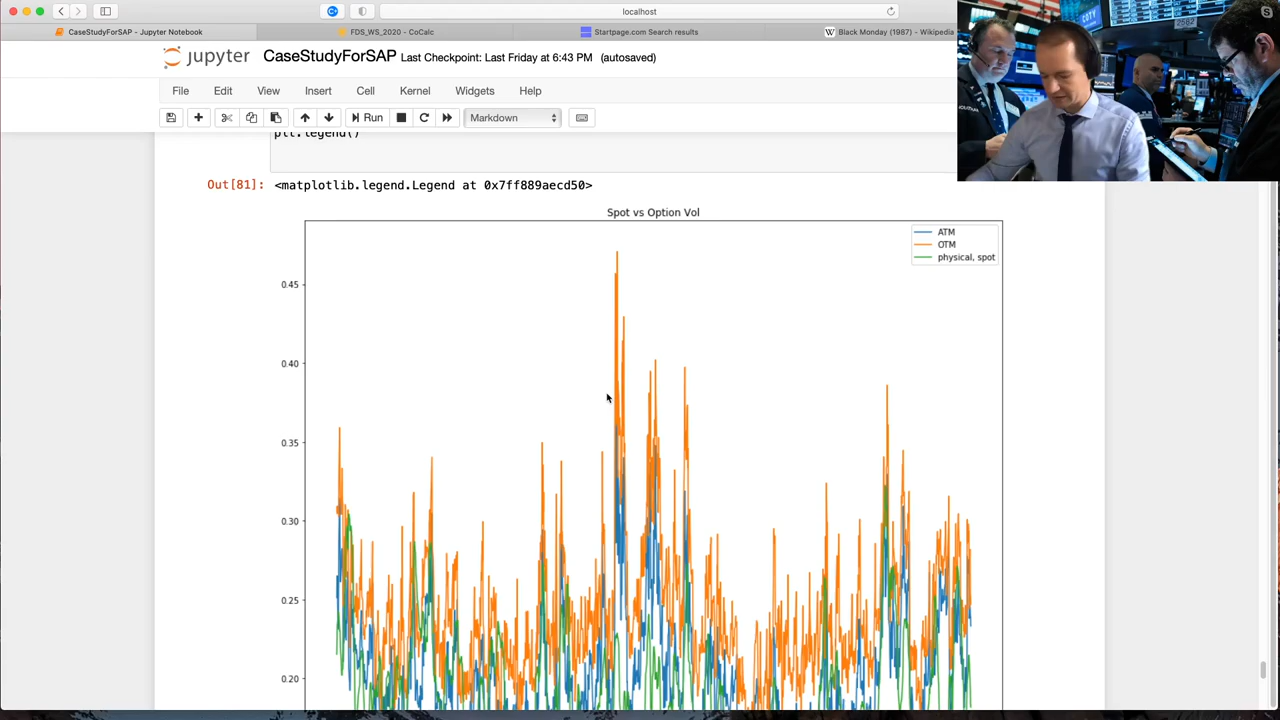 localhost
CaseStudyForSAP - Jupyter Notebook
FDS_WS_2020 - CoCalc
Startpage.com Search results
W Black Monday (1987) - Wikipedia
jupyter CaseStudyForSAP Last Checkpoint: Last Friday at 6:43 PM (autosaved)
File Edit View Insert Cell Kernel Widgets Help
Run
Markdown
plt.legend()
Out[81]: <matplotlib.legend.Legend at 0x7ff889aecd50>
Spot vs Option Vol
ATM
OTM
physical, spot
0.45
0.40
0.35
0.30
0.25
0.20
COTY
2582